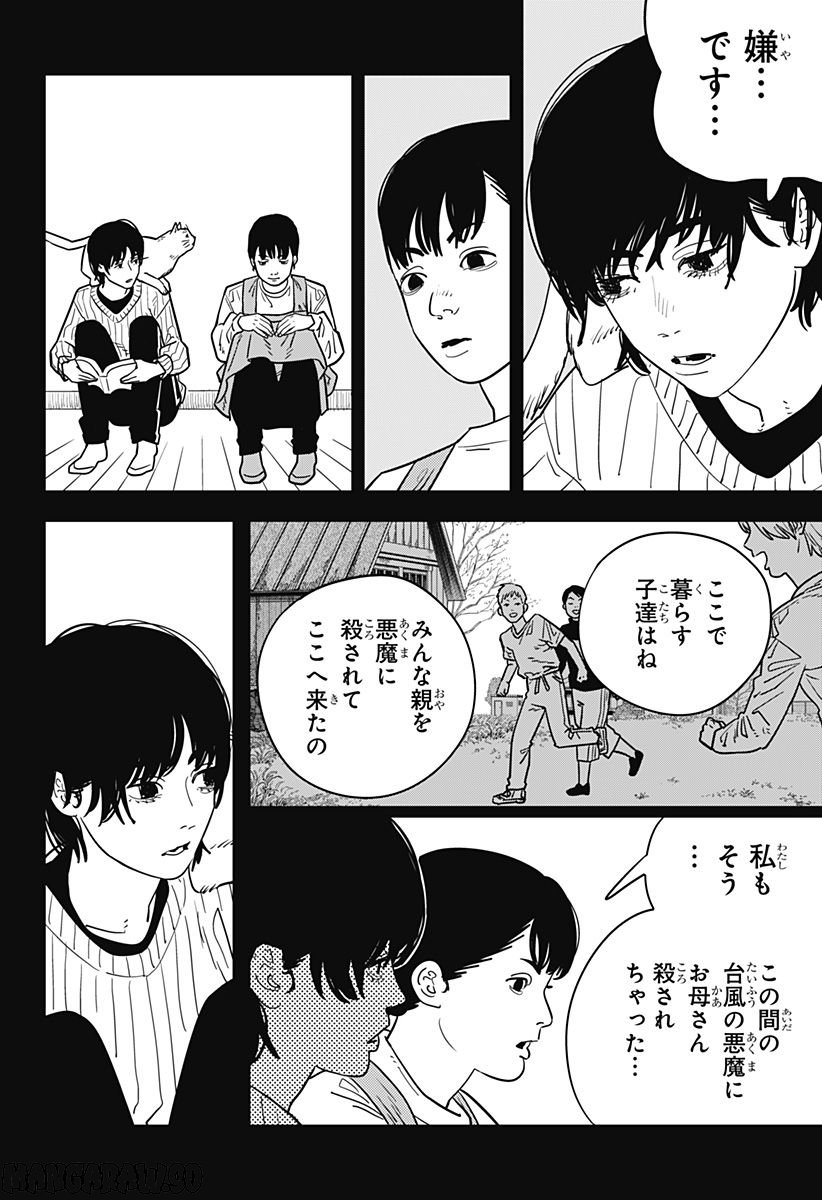 嫌…
です…
ここで
暮らす
子達はね
みんな親を
悪魔に
殺されて
ここへ来たの
私も
そう
…
この間の
台風の悪魔に
お母さん
殺され
ちゃった…
MANGARAW.SO